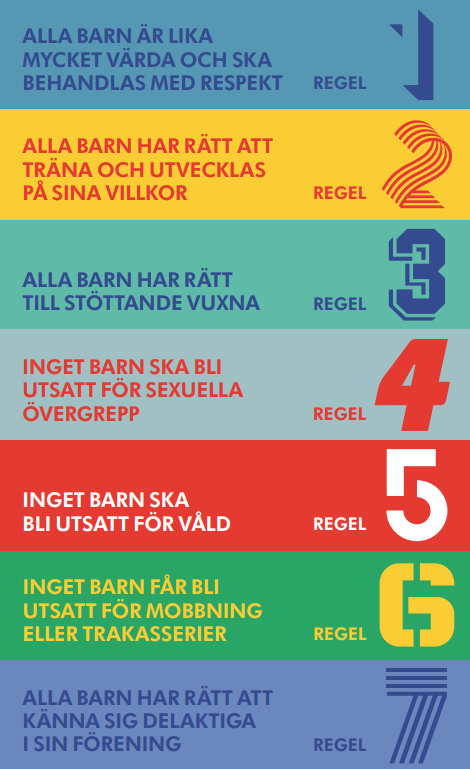 ALLA BARN ÄR LIKA
MYCKET VÄRDA OCH SKA
BEHANDLAS MED RESPEKT
REGEL 1
ALLA BARN HAR RÄTT ATT
TRÄNA OCH UTVECKLAS
PÅ SINA VILLKOR
REGEL 2
ALLA BARN HAR RÄTT
TILL STÖTTANDE VUXNA
REGEL 3
INGET BARN SKA BLI
UTSATT FÖR SEXUELLA
ÖVERGREPP
REGEL 4
INGET BARN SKA
BLI UTSATT FÖR VÅLD
REGEL 5
INGET BARN FÅR BLI
UTSATT FÖR MOBBNING
ELLER TRAKASSERIER
REGEL 6
ALLA BARN HAR RÄTT ATT
KÄNNA SIG DELAKTIGA
I SIN FÖRENING
REGEL 7